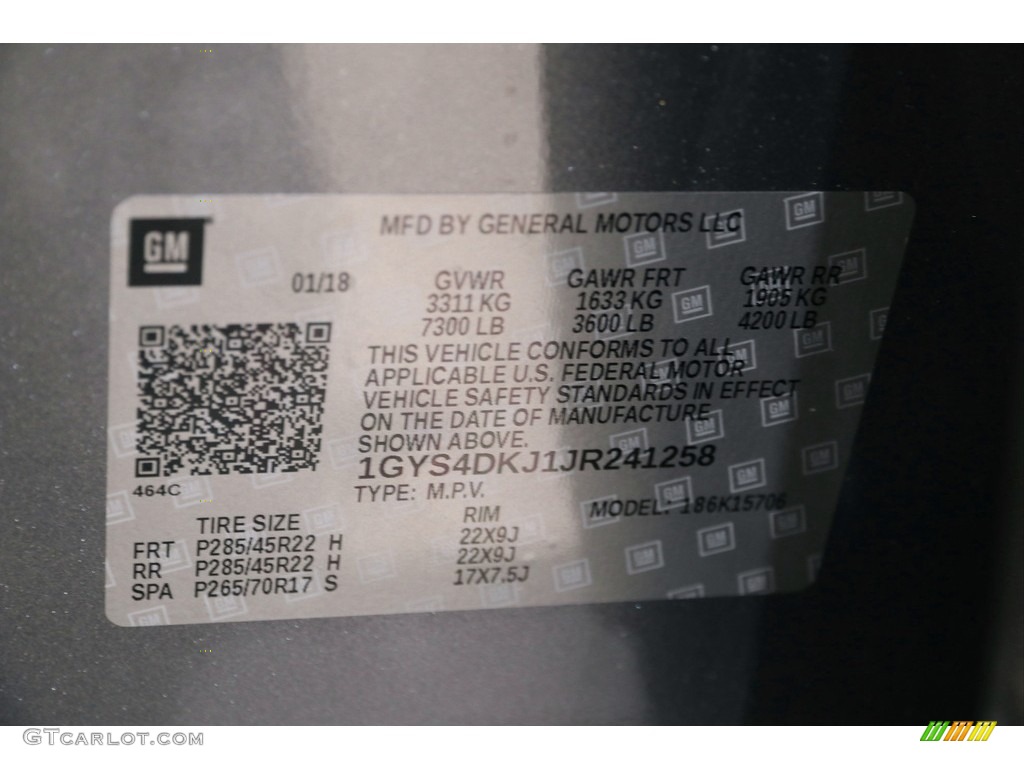 GM
MFD BY GENERAL MOTORS LLC
01/18 GVWR GAWR FRT GAWR RR
3311 KG 1633 KG 1905 KG
7300 LB 3600 LB 4200 LB
THIS VEHICLE CONFORMS TO ALL
APPLICABLE U.S. FEDERAL MOTOR
VEHICLE SAFETY STANDARDS IN EFFECT
ON THE DATE OF MANUFACTURE
SHOWN ABOVE.
1GYS4DKJ1JR241258
464C
TYPE: M.P.V. MODEL: 186K15706
TIRE SIZE RIM
FRT P285/45R22 H 22X9J
RR P285/45R22 H 22X9J
SPA P265/70R17 S 17X7.5J
GTCarlot.com